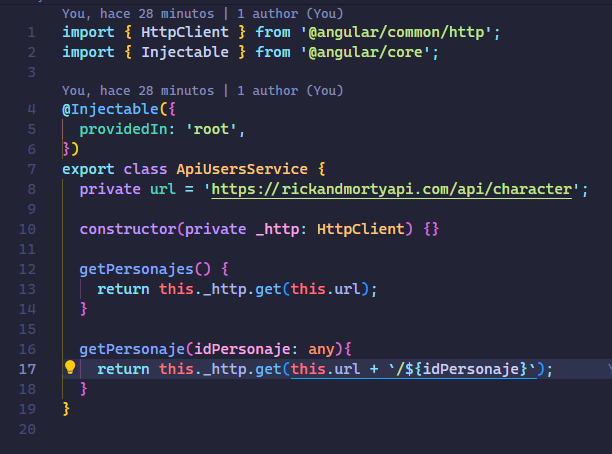 You, hace 28 minutos | 1 author (You)
1 import { HttpClient } from '@angular/common/http';
2 import { Injectable } from '@angular/core';
3
You, hace 28 minutos | 1 author (You)
4 @Injectable({
5   providedIn: 'root',
6 })
7 export class ApiUsersService {
8   private url = 'https://rickandmortyapi.com/api/character';
9
10   constructor(private _http: HttpClient) {}
11
12   getPersonajes() {
13     return this._http.get(this.url);
14   }
15
16   getPersonaje(idPersonaje: any){
17     return this._http.get(this.url + `/${idPersonaje}`);
18   }
19 }
20